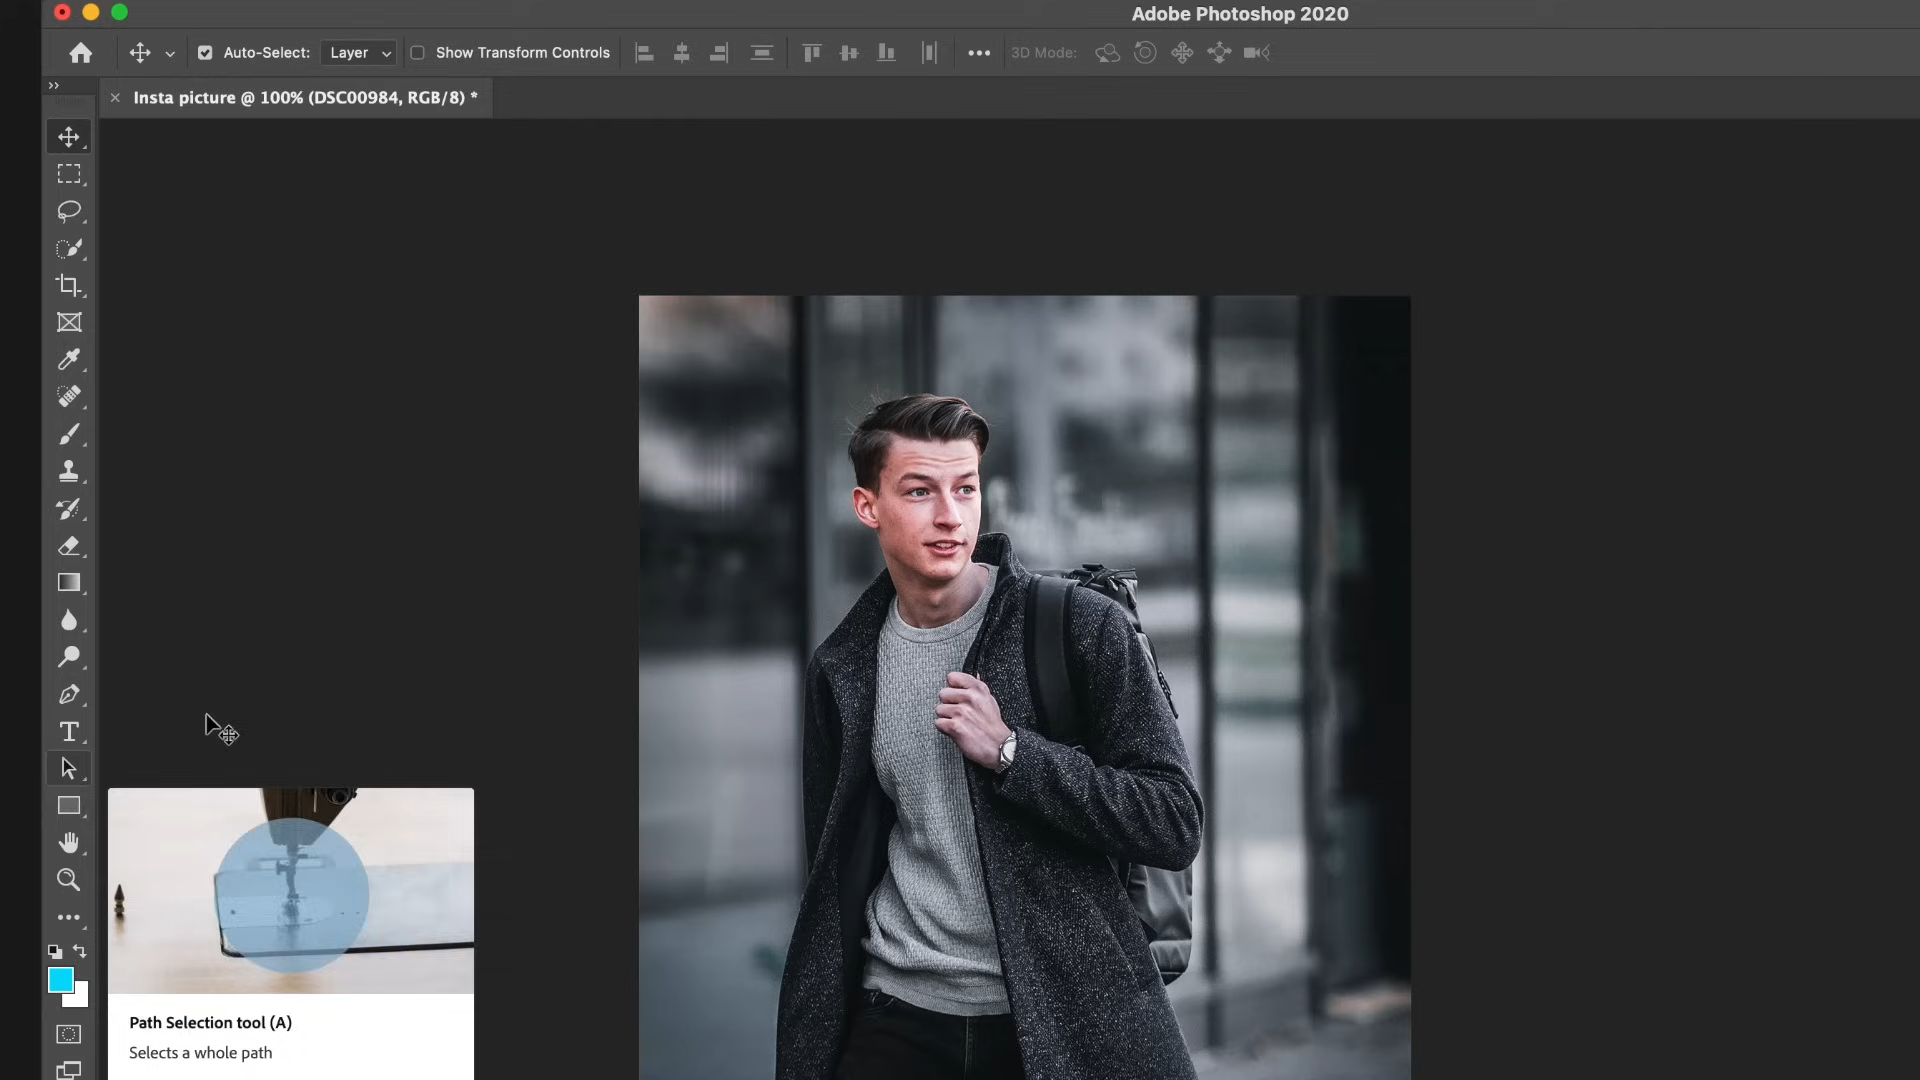 Adobe Photoshop 2020
Auto-Select: Layer Show Transform Controls 3D Mode:
Insta picture @ 100% (DSC00984, RGB/8) *
T
Path Selection tool (A)
Selects a whole path